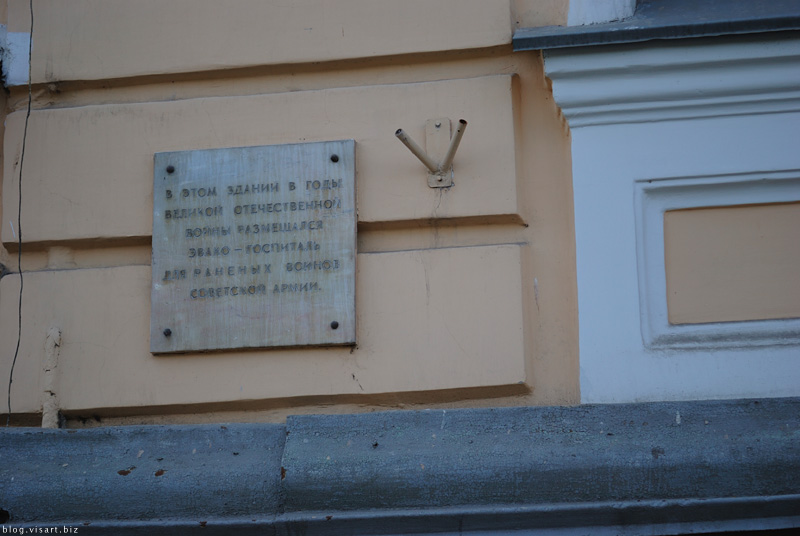 В ЭТОМ ЗДАНИИ В ГОДЫ
ВЕЛИКОЙ ОТЕЧЕСТВЕННОЙ
ВОЙНЫ РАЗМЕЩАЛСЯ
ЭВАКО-ГОСПИТАЛЬ
ДЛЯ РАНЕНЫХ ВОИНОВ
СОВЕТСКОЙ АРМИИ.
blog.visart.biz